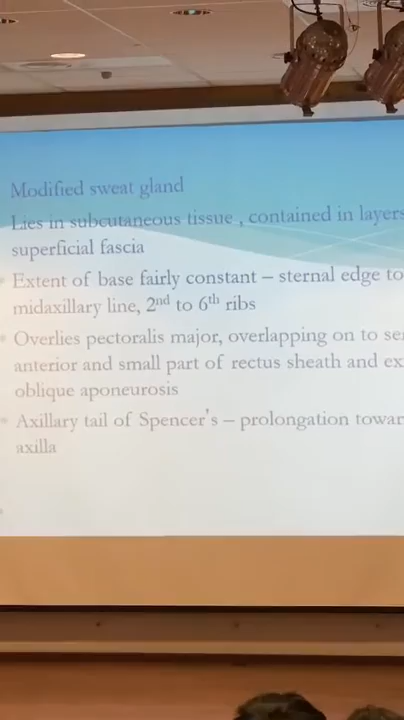 Modified sweat gland
Lies in subcutaneous tissue , contained in layers
superficial fascia
Extent of base fairly constant – sternal edge to
midaxillary line, 2nd to 6th ribs
Overlies pectoralis major, overlapping on to
anterior and small part of rectus sheath and
oblique aponeurosis
Axillary tail of Spencer's – prolongation
axilla